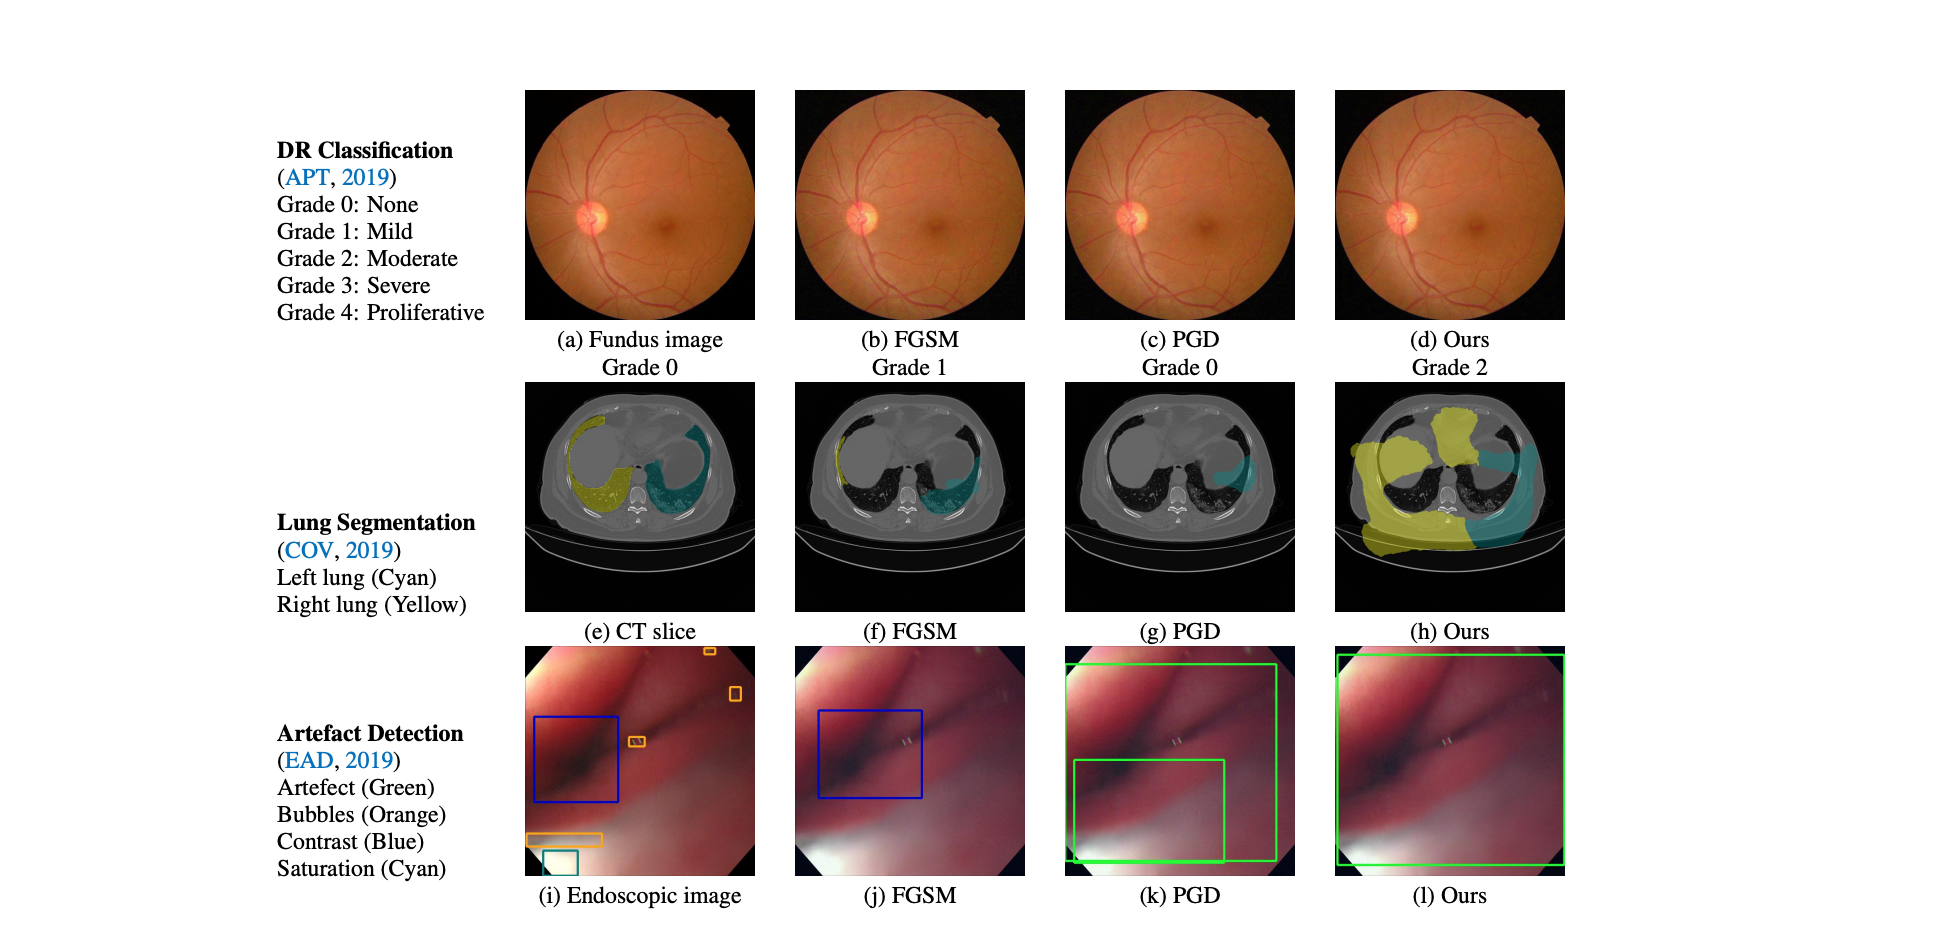 DR Classification
(APT, 2019)
Grade 0: None
Grade 1: Mild
Grade 2: Moderate
Grade 3: Severe
Grade 4: Proliferative
(a) Fundus image
Grade 0
(b) FGSM
Grade 1
(c) PGD
Grade 0
(d) Ours
Grade 2
Lung Segmentation
(COV, 2019)
Left lung (Cyan)
Right lung (Yellow)
(e) CT slice
(f) FGSM
(g) PGD
(h) Ours
Artefact Detection
(EAD, 2019)
Artefect (Green)
Bubbles (Orange)
Contrast (Blue)
Saturation (Cyan)
(i) Endoscopic image
(j) FGSM
(k) PGD
(l) Ours